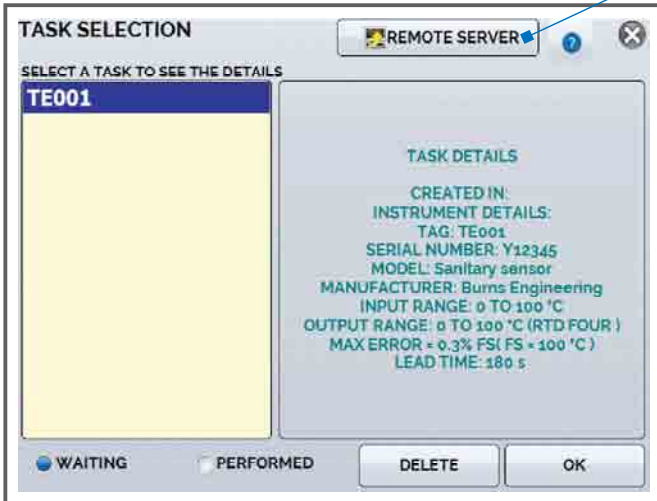 TASK SELECTION
REMOTE SERVER
?
SELECT A TASK TO SEE THE DETAILS
TE001
TASK DETAILS
CREATED IN:
INSTRUMENT DETAILS:
TAG: TE001
SERIAL NUMBER: Y12345
MODEL: Sanitary sensor
MANUFACTURER: Burns Engineering
INPUT RANGE: 0 TO 100 °C
OUTPUT RANGE: 0 TO 100 °C (RTD FOUR )
MAX ERROR = 0.3% FS( FS = 100 °C )
LEAD TIME: 180 s
WAITING
PERFORMED
DELETE
OK